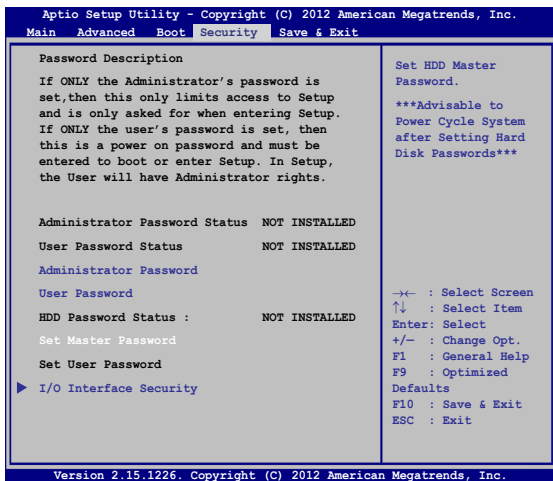 Aptio Setup Utility - Copyright (C) 2012 American Megatrends, Inc.
Main Advanced Boot Security Save & Exit
Password Description
If ONLY the Administrator's password is
set,then this only limits access to Setup
and is only asked for when entering Setup.
If ONLY the user's password is set, then
this is a power on password and must be
entered to boot or enter Setup. In Setup,
the User will have Administrator rights.
Administrator Password Status NOT INSTALLED
User Password Status NOT INSTALLED
Administrator Password
User Password
HDD Password Status : NOT INSTALLED
Set Master Password
Set User Password
I/O Interface Security
Set HDD Master
Password.
***Advisable to
Power Cycle System
after Setting Hard
Disk Passwords***
→← : Select Screen
↑↓ : Select Item
Enter: Select
+/— : Change Opt.
F1 : General Help
F9 : Optimized
Defaults
F10 : Save & Exit
ESC : Exit
Version 2.15.1226. Copyright (C) 2012 American Megatrends, Inc.